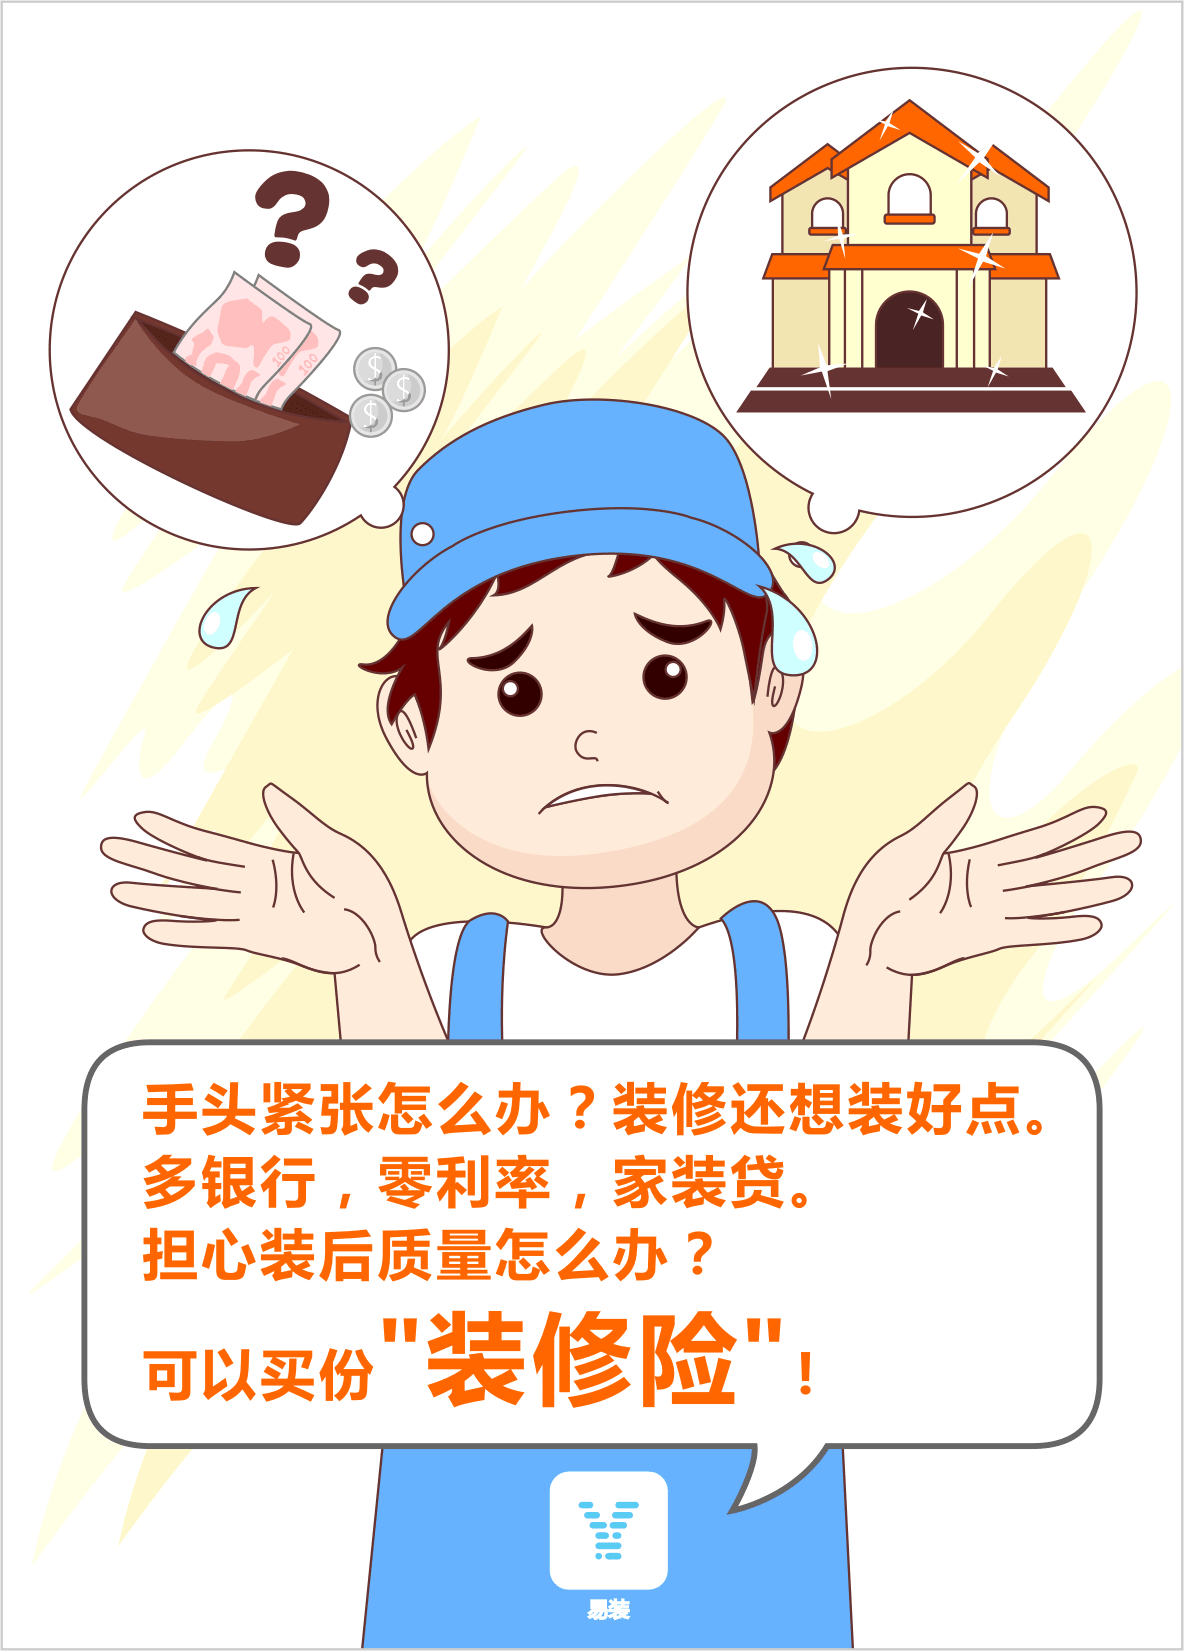 ? ?
100 100
$ $ $
手头紧张怎么办？装修还想装好点。
多银行，零利率，家装贷。
担心装后质量怎么办？
可以买份"装修险"！
易装